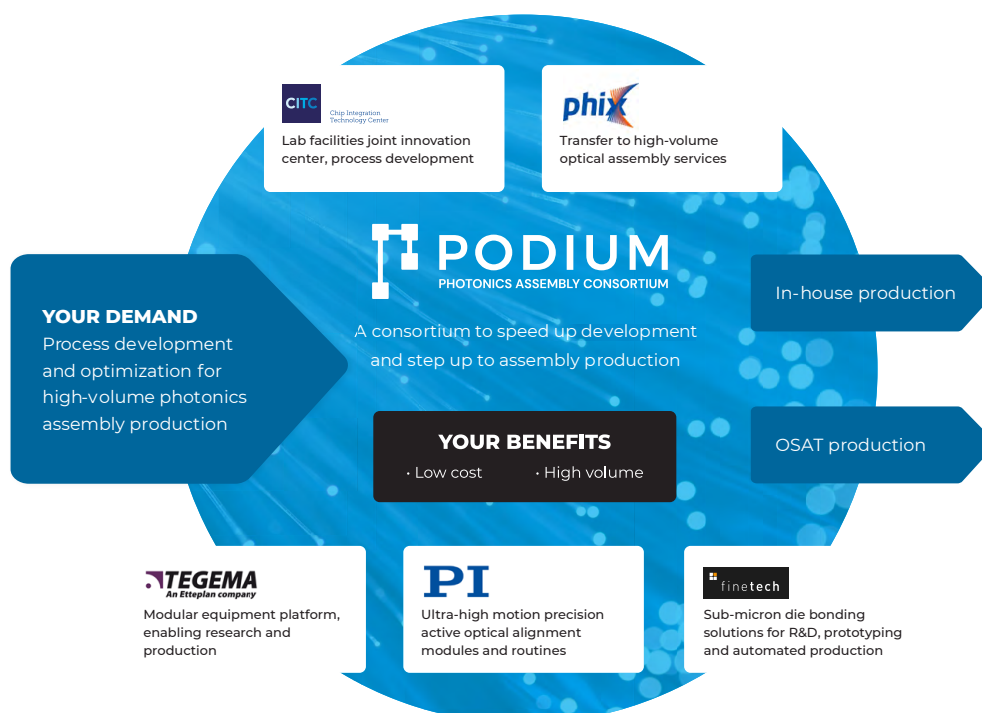 CITC
Chip Integration
Technology Center
Lab facilities joint innovation
center, process development
phix
Transfer to high-volume
optical assembly services
PODIUM
PHOTONICS ASSEMBLY CONSORTIUM
A consortium to speed up development
and step up to assembly production
YOUR DEMAND
Process development
and optimization for
high-volume photonics
assembly production
YOUR BENEFITS
· Low cost · High volume
In-house production
OSAT production
TEGEMA
An Etteplan company
Modular equipment platform,
enabling research and
production
PI
Ultra-high motion precision
active optical alignment
modules and routines
finetech
Sub-micron die bonding
solutions for R&D, prototyping
and automated production